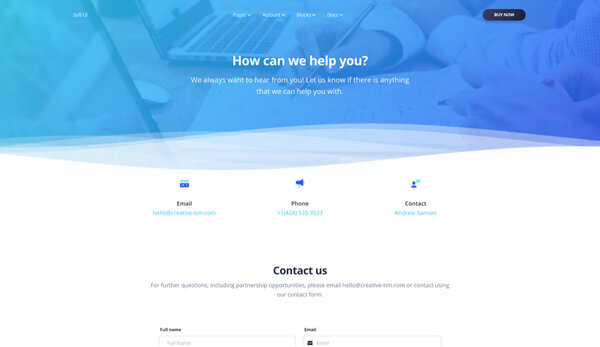 Soft UI Pages Account Blocks Docs BUY NOW
How can we help you?
We always want to hear from you! Let us know if there is anything
that we can help you with.
Email Phone Contact
hello@creative-tim.com +1(424) 535 3523 Andrew Samian
Contact us
For further questions, including partnership opportunities, please email hello@creative-tim.com or contact using
our contact form.
Full name Email
Full Name Email